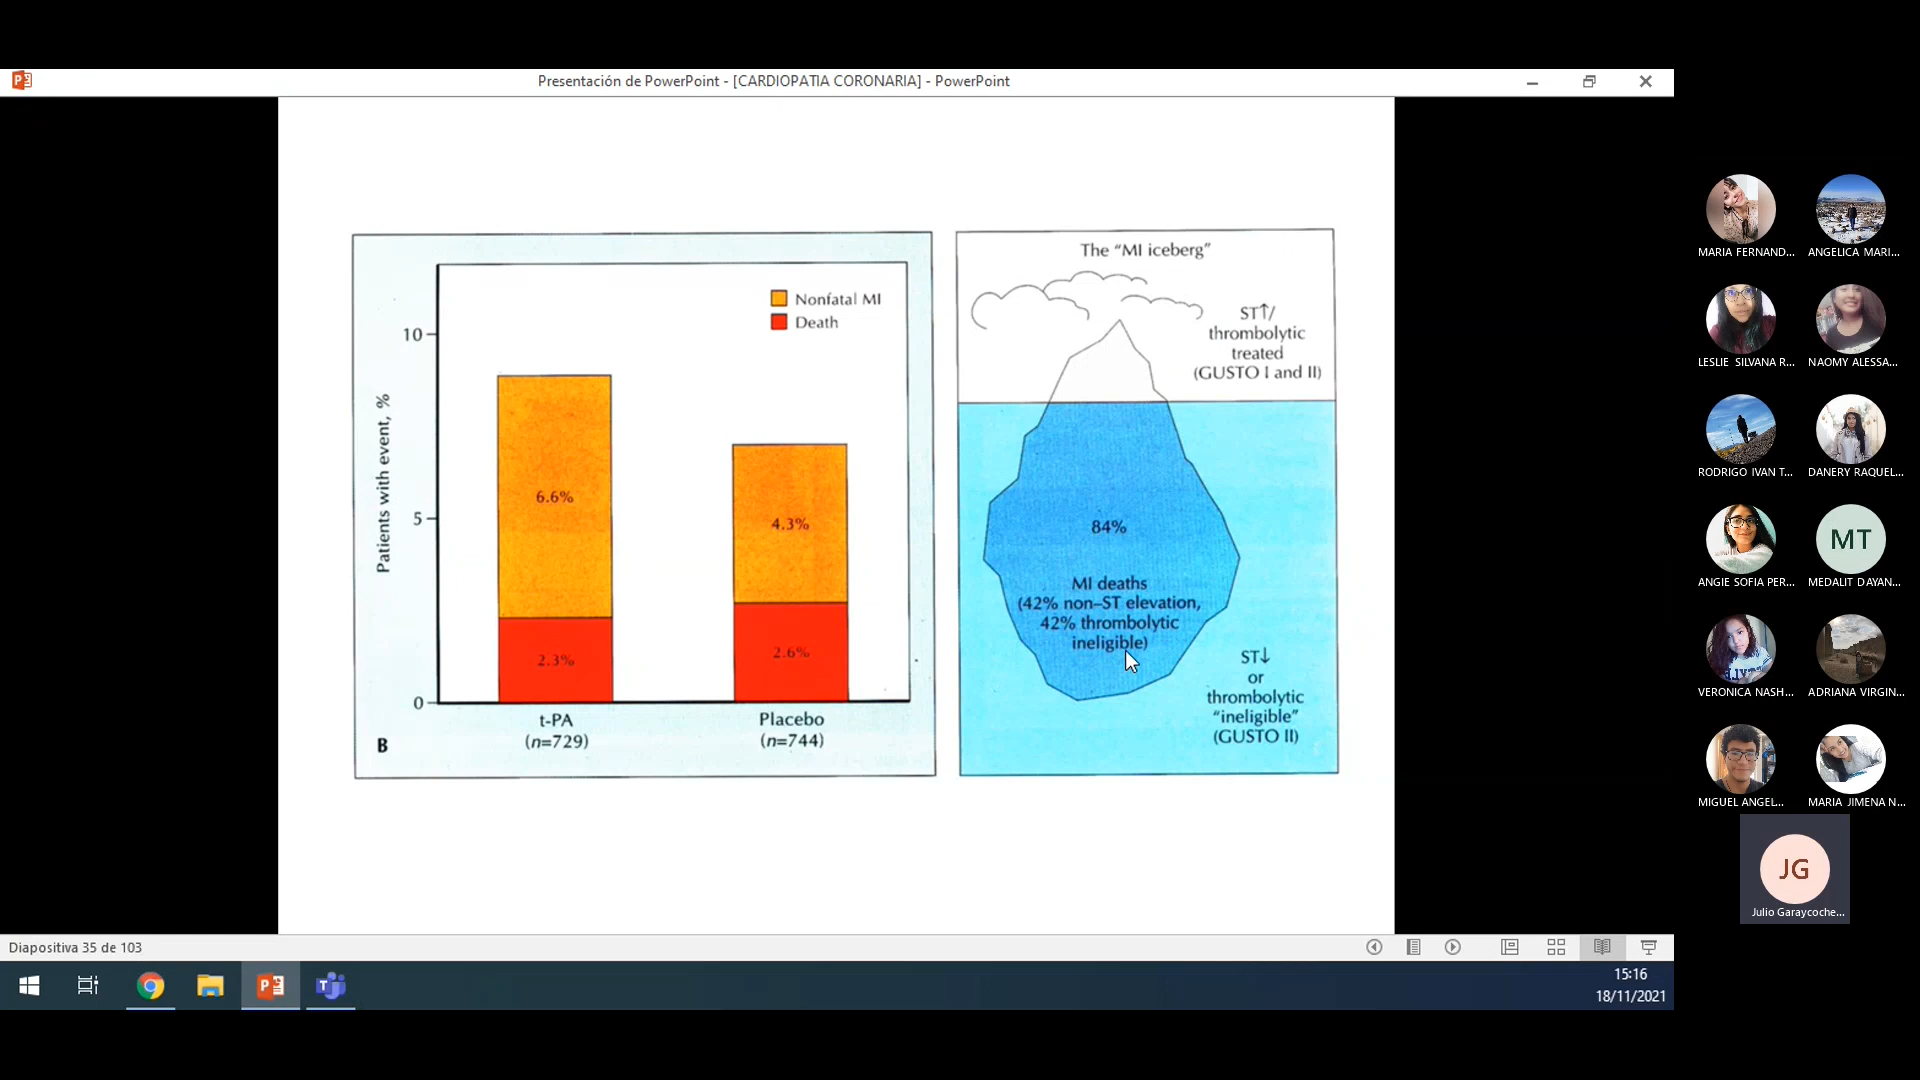 Presentación de PowerPoint - [CARDIOPATIA CORONARIA] - PowerPoint
Nonfatal MI
Death
10
5
0
Patients with event, %
6.6%
2.3%
4.3%
2.6%
t-PA
(n=729)
Placebo
(n=744)
B
The “MI iceberg”
ST↑/
thrombolytic
treated
(GUSTO I and II)
84%
MI deaths
(42% non–ST elevation,
42% thrombolytic
ineligible)
ST↓
or
thrombolytic
“ineligible”
(GUSTO II)
MARIA FERNAND...
ANGELICA MARI...
LESLIE SILVANA R...
NAOMY ALESSA...
RODRIGO IVAN T...
DANERY RAQUEL...
ANGIE SOFIA PER...
MT
MEDALIT DAYAN...
VERONICA NASH...
ADRIANA VIRGIN...
MIGUEL ANGEL...
MARIA JIMENA N...
JG
Julio Garaycoche...
Diapositiva 35 de 103
15:16
18/11/2021